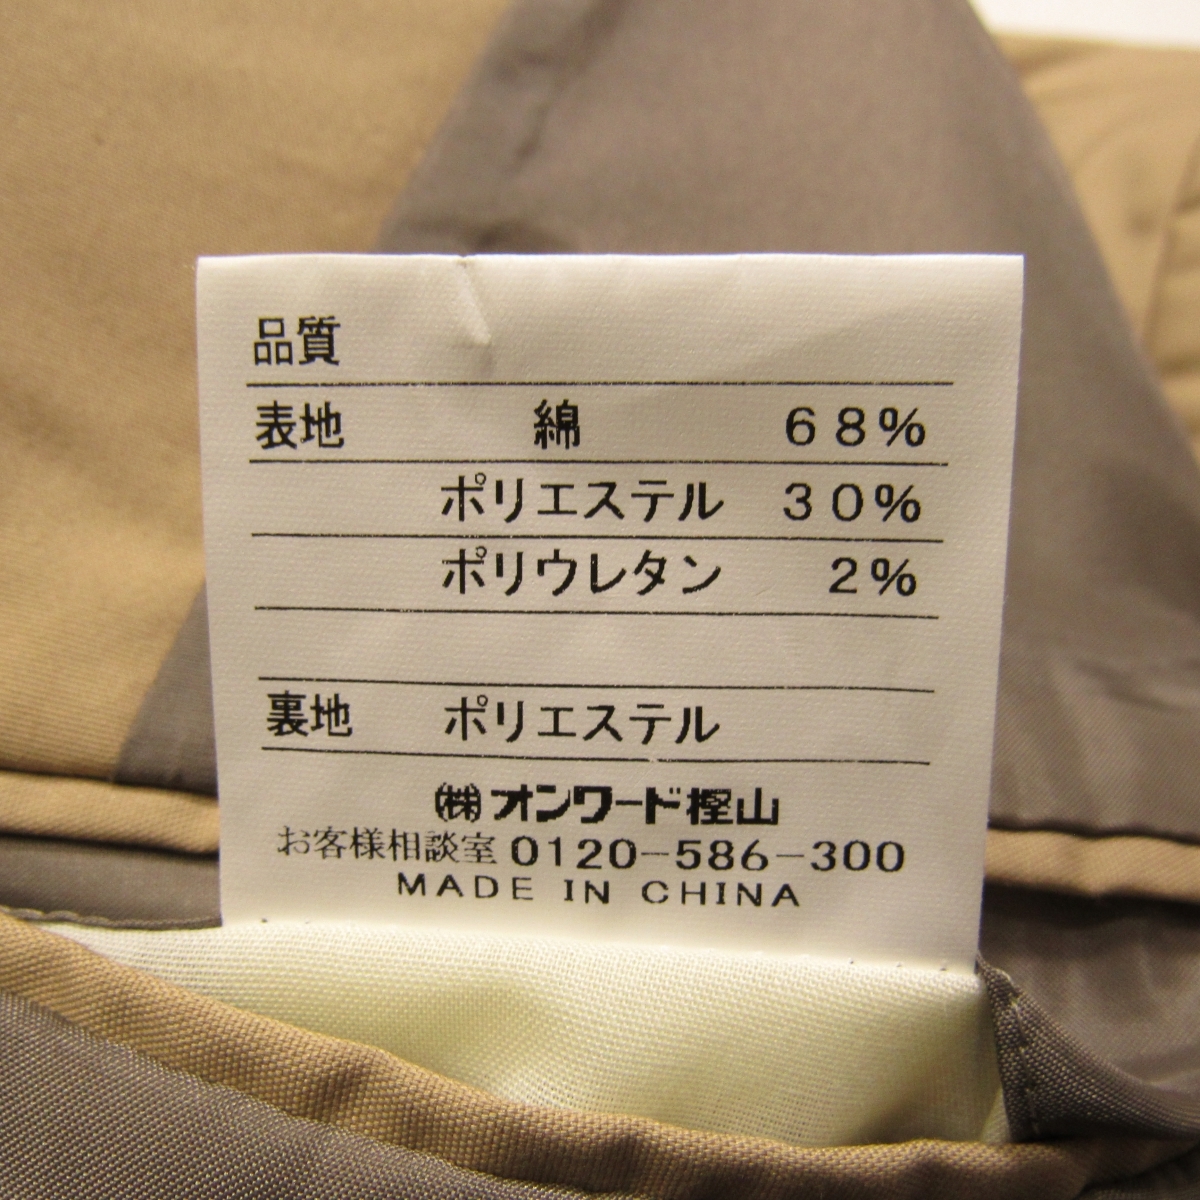 品質
表地 綿 68%
ポリエステル 30%
ポリウレタン 2%
裏地 ポリエステル
㈱オンワード樫山
お客様相談室 0120-586-300
MADE IN CHINA